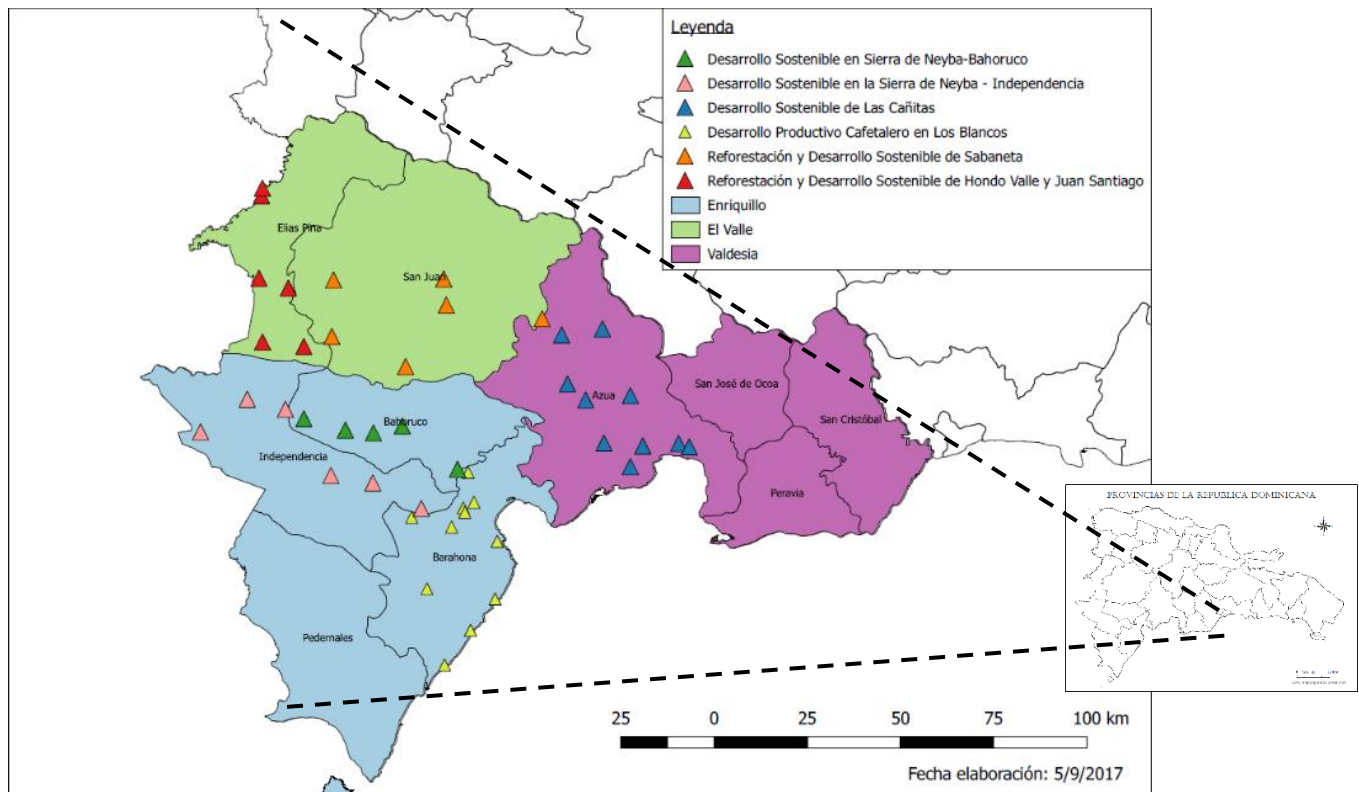 Leyenda
Desarrollo Sostenible en Sierra de Neyba-Bahoruco
Desarrollo Sostenible en la Sierra de Neyba - Independencia
Desarrollo Sostenible de Las Cañitas
Desarrollo Productivo Cafetalero en Los Blancos
Reforestación y Desarrollo Sostenible de Sabaneta
Reforestación y Desarrollo Sostenible de Hondo Valle y Juan Santiago
Enriquillo
El Valle
Valdesia
Elias Pina
San Juan
Azua
San José de Ocoa
San Cristóbal
Bahoruco
Independencia
Peravia
Barahona
Pedernales
PROVINCIAS DE LA REPUBLICA DOMINICANA
25 0 25 50 75 100 km
Fecha elaboración: 5/9/2017